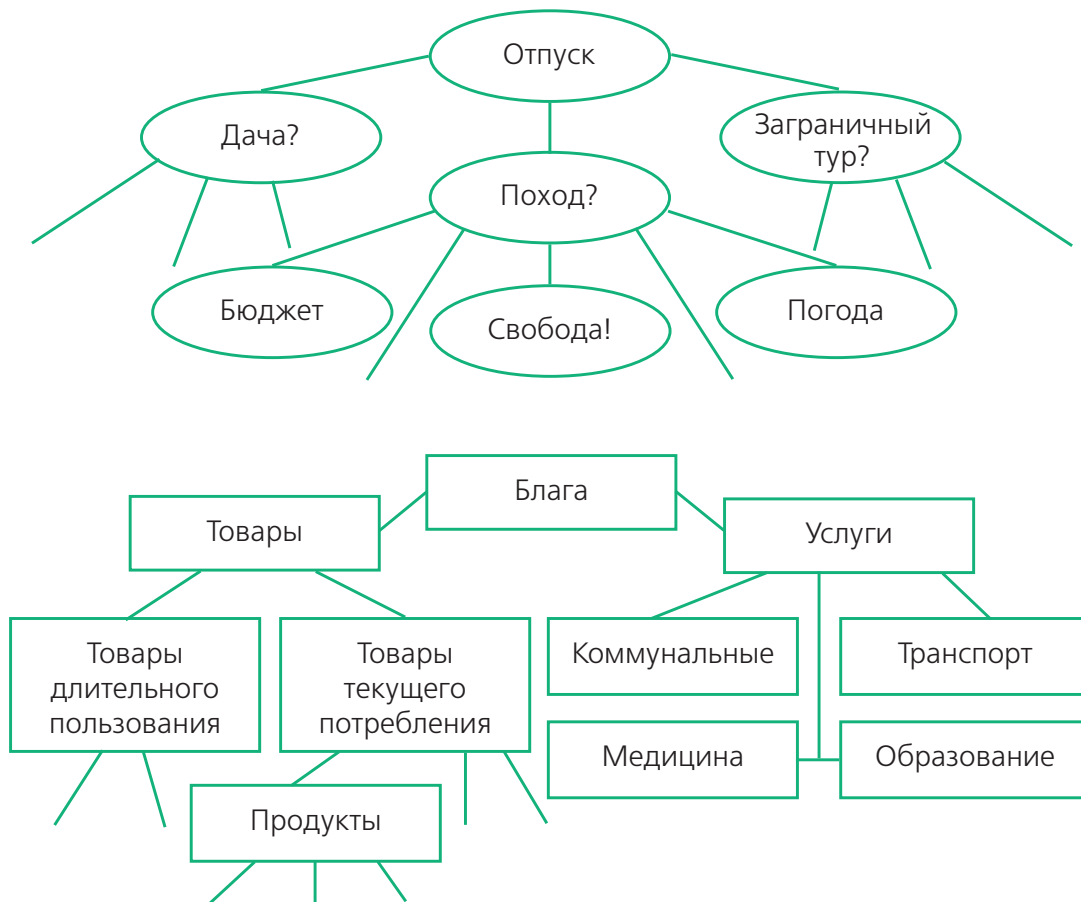 Отпуск
Дача?
Заграничный
тур?
Поход?
Бюджет
Свобода!
Погода
Блага
Товары
Услуги
Товары
длительного
пользования
Товары
текущего
потребления
Коммунальные
Транспорт
Медицина
Образование
Продукты